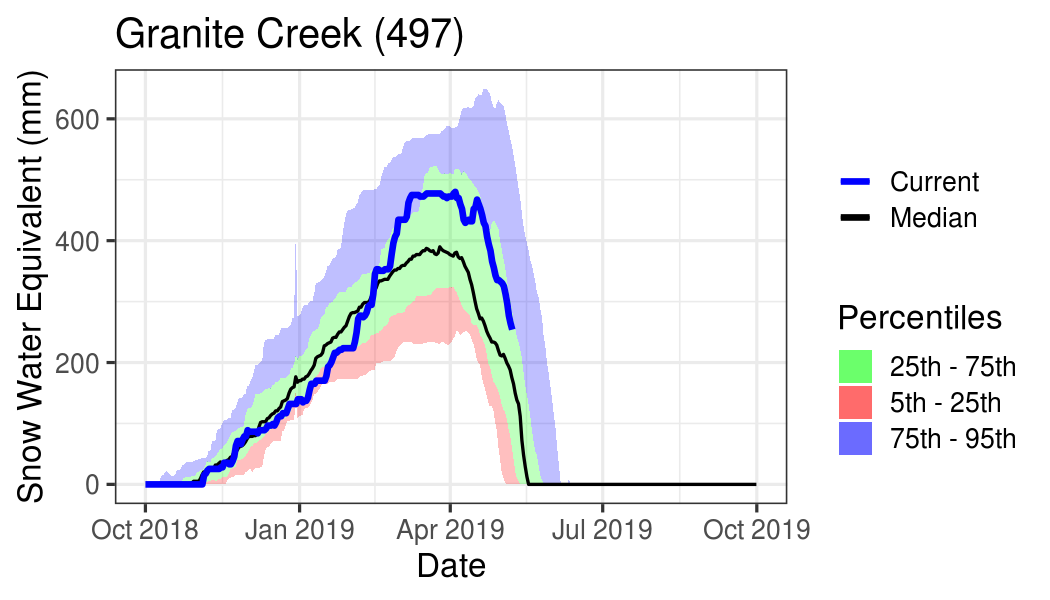 Granite Creek (497)
Snow Water Equivalent (mm)
600
400
200
0
Oct 2018
Jan 2019
Apr 2019
Jul 2019
Oct 2019
Date
Current
Median
Percentiles
25th - 75th
5th - 25th
75th - 95th